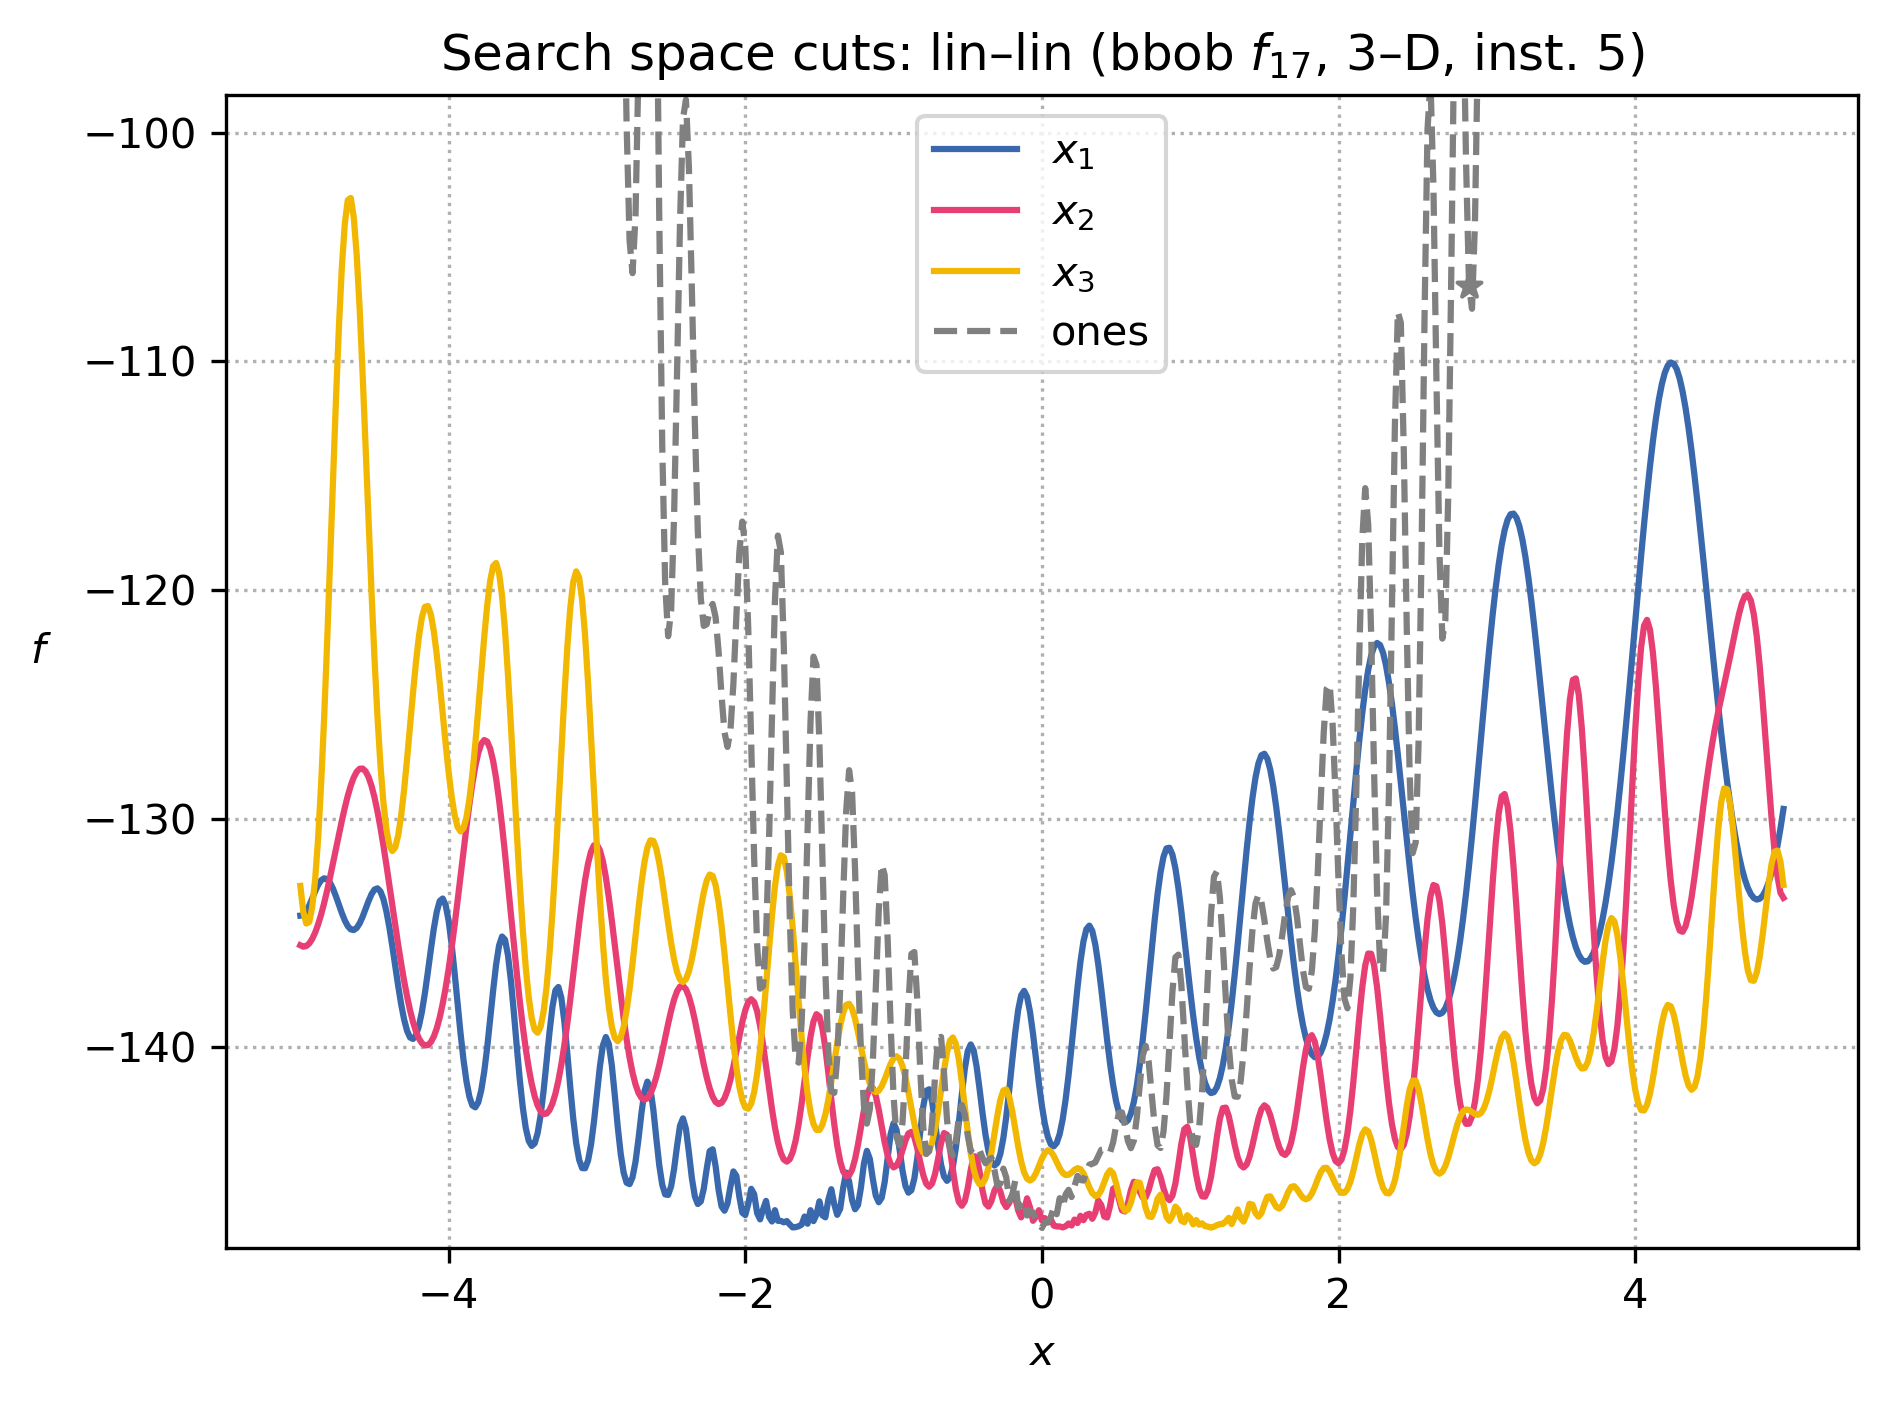 Search space cuts: lin–lin (bbob f17, 3–D, inst. 5)
−100
−110
−120
−130
−140
f
x1
x2
x3
ones
−4
−2
0
2
4
x